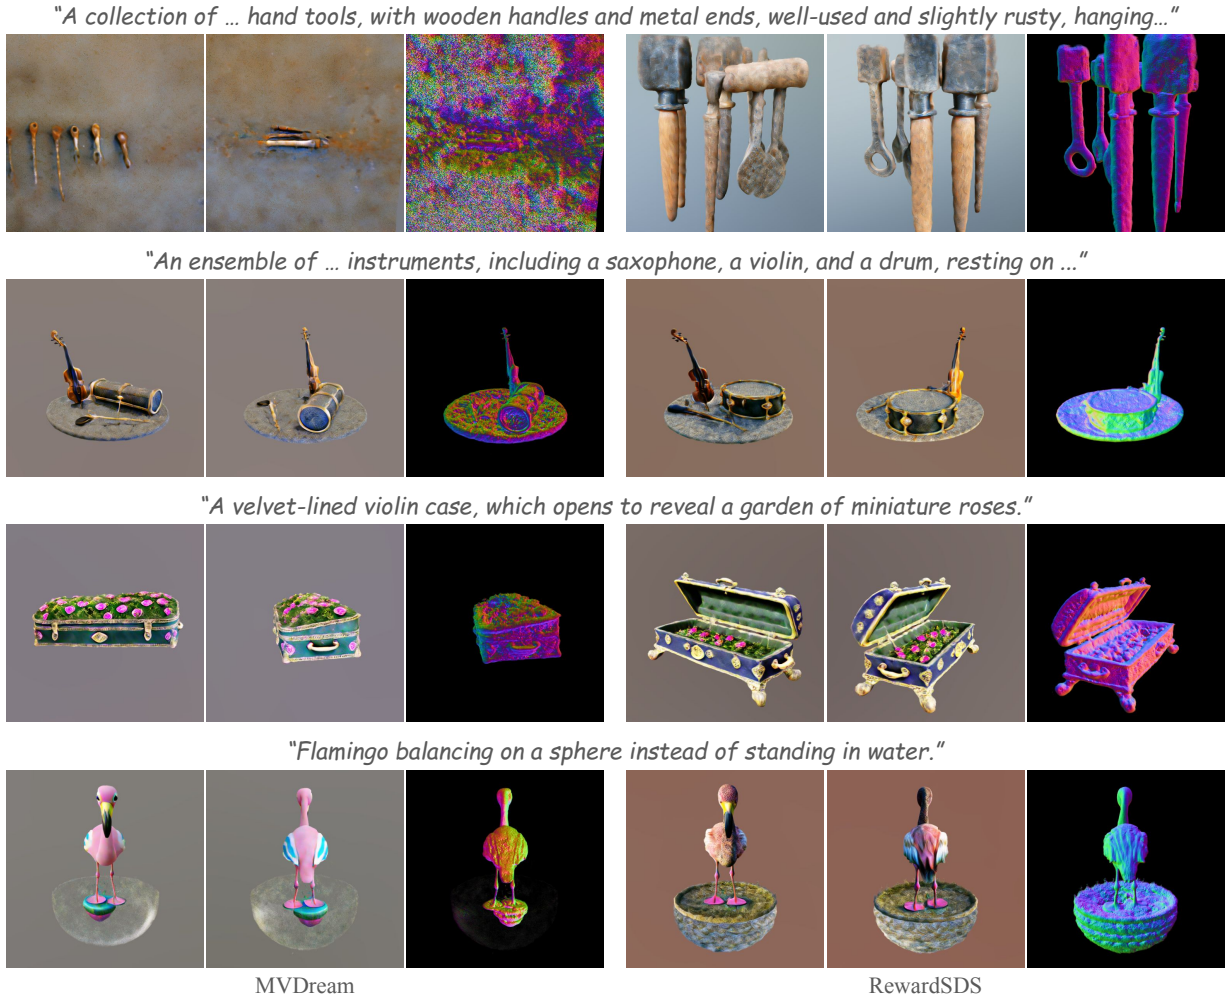 “A collection of … hand tools, with wooden handles and metal ends, well-used and slightly rusty, hanging…”
“An ensemble of … instruments, including a saxophone, a violin, and a drum, resting on ...”
“A velvet-lined violin case, which opens to reveal a garden of miniature roses.”
“Flamingo balancing on a sphere instead of standing in water.”
MVDream
RewardSDS